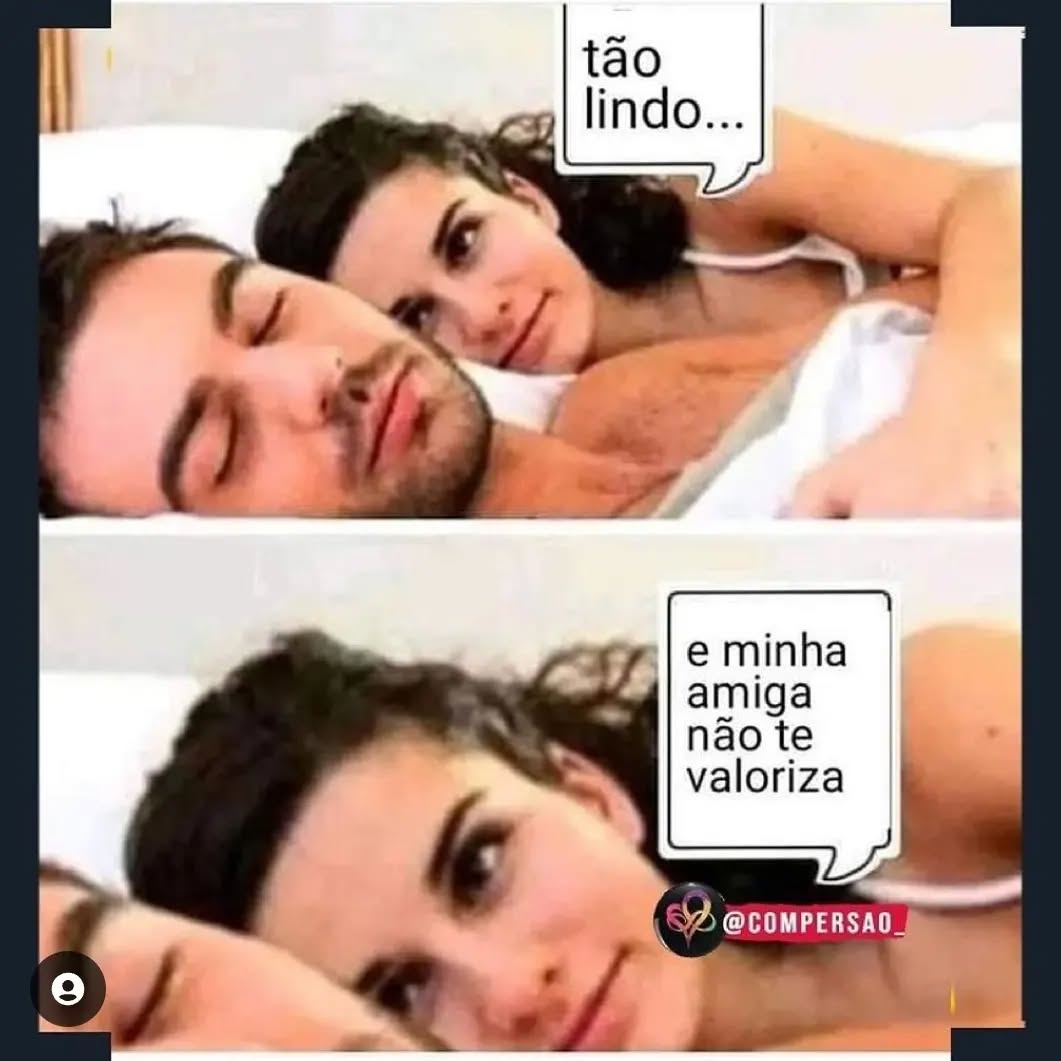 tão
lindo...
e minha
amiga
não te
valoriza
@COMPERSAO_